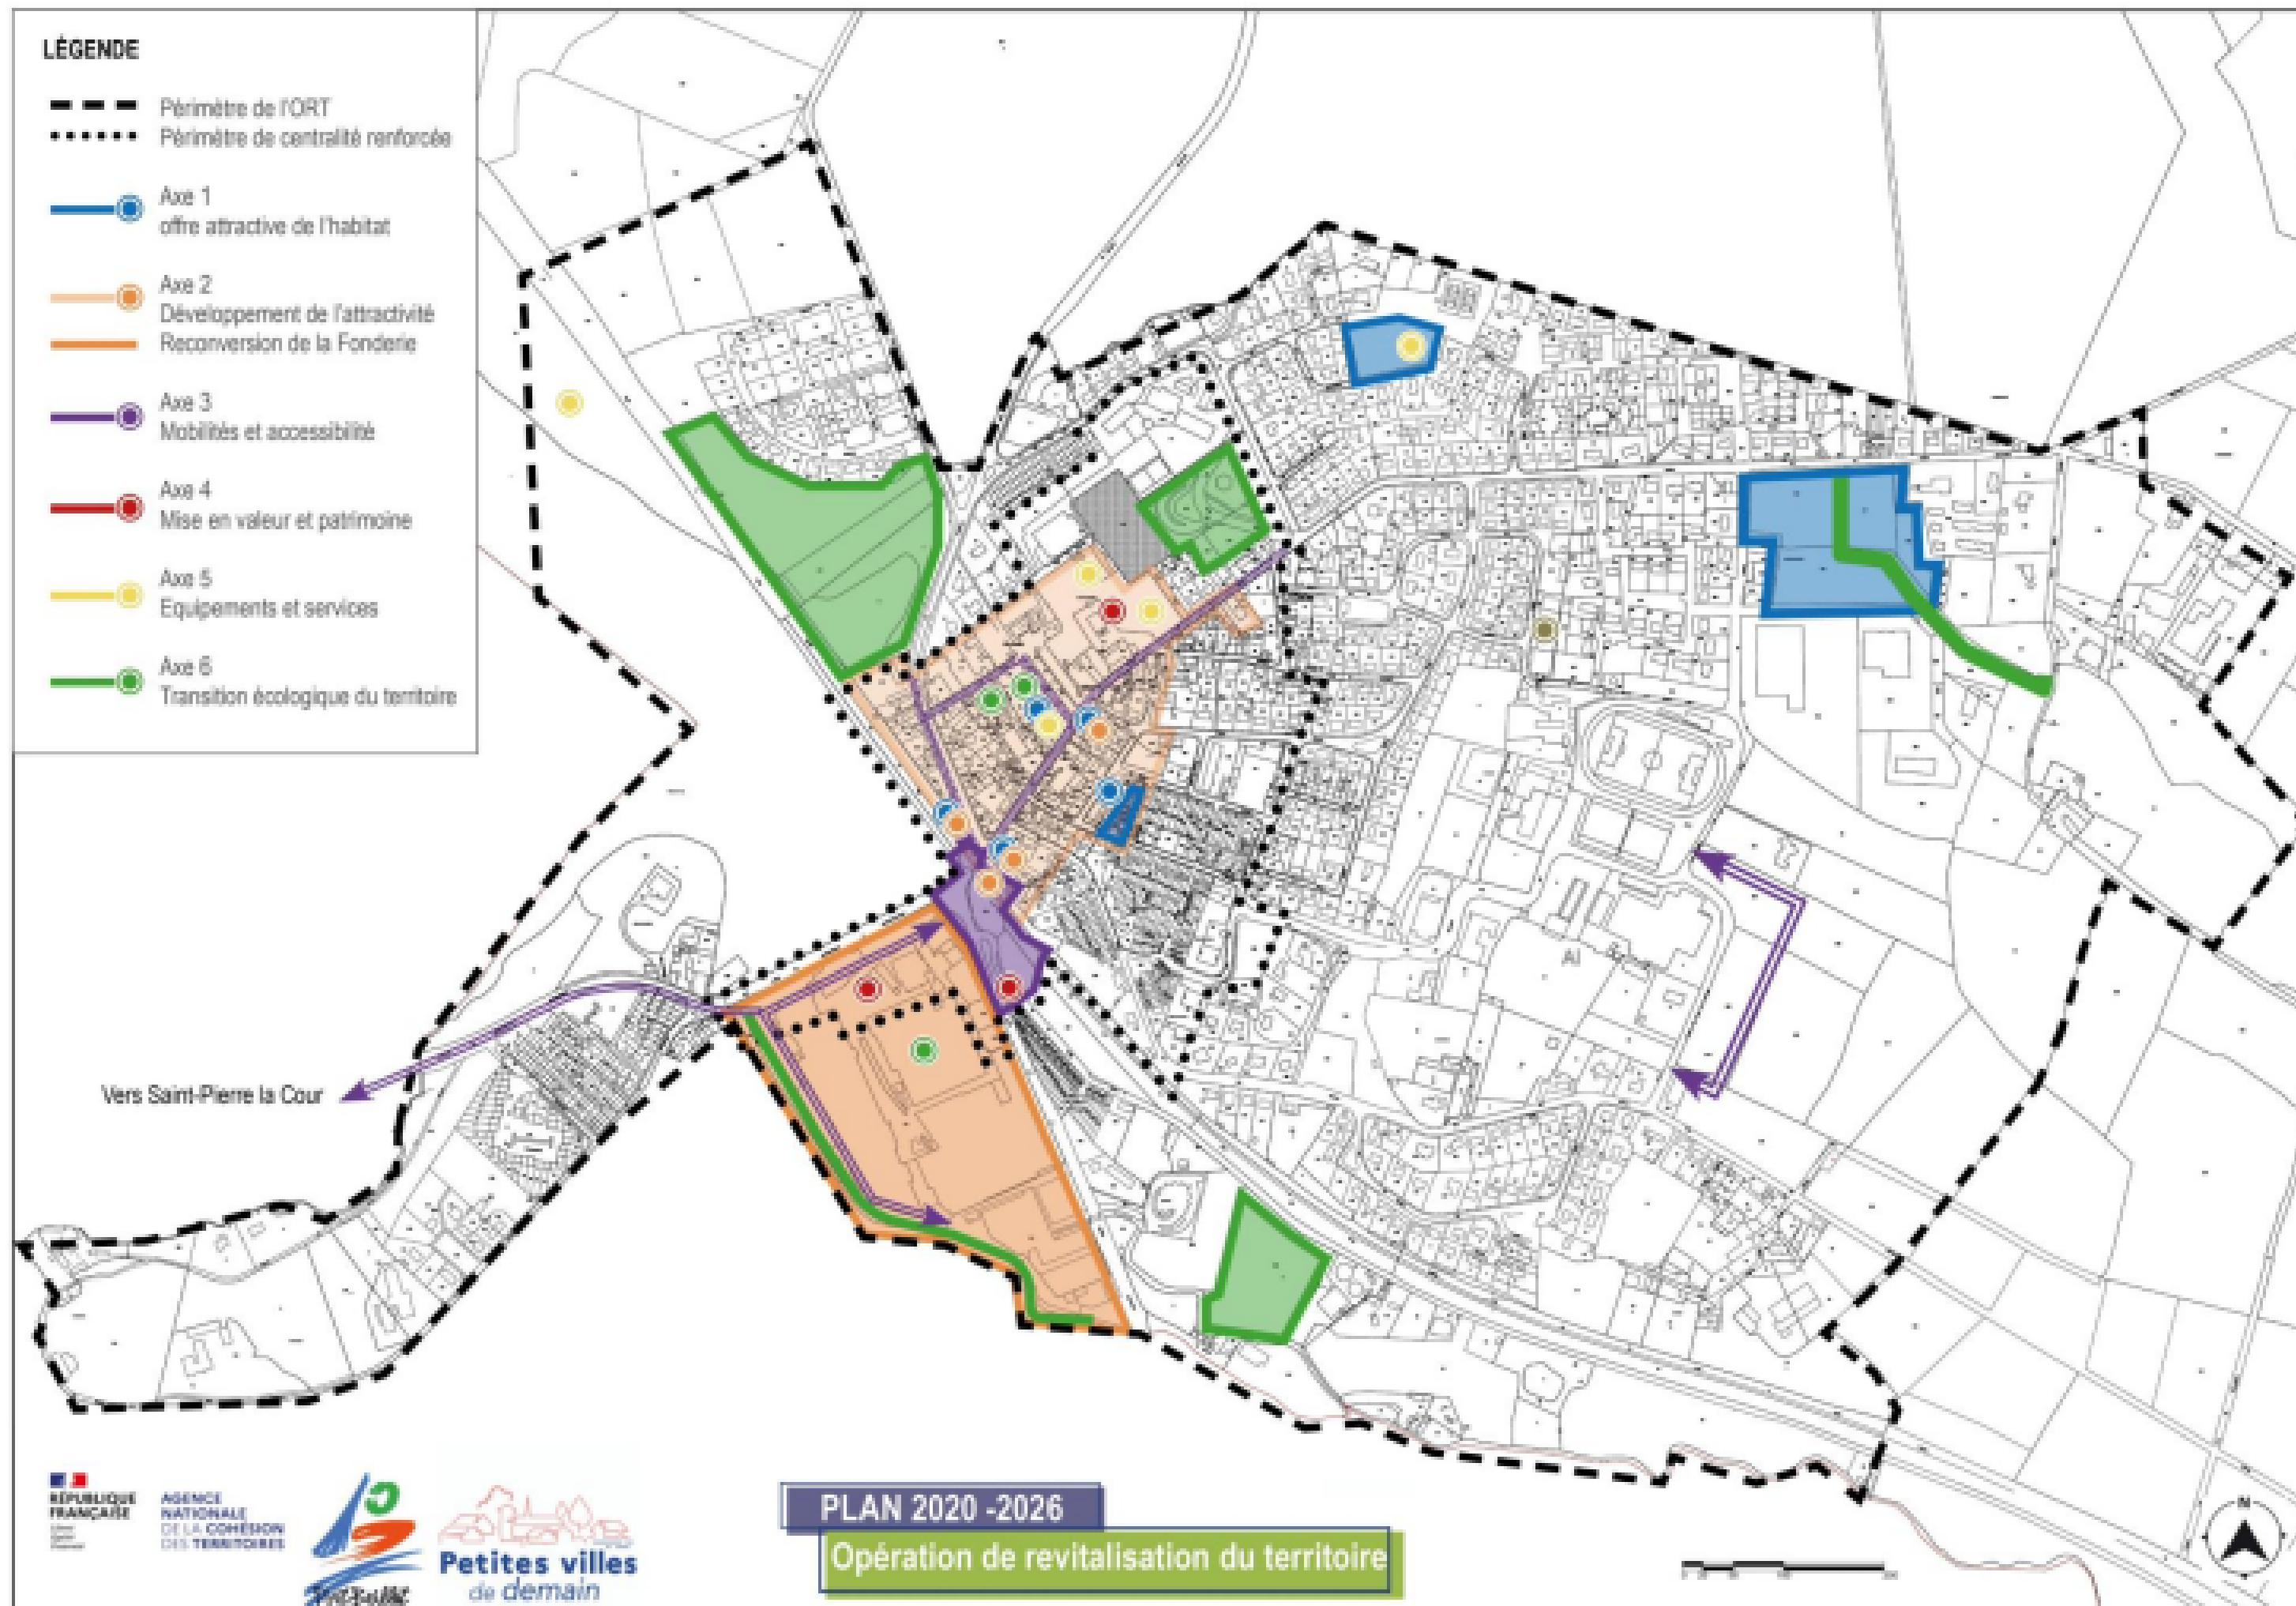 LÉGENDE
Périmètre de l'ORT
Périmètre de centralité renforcée
Axe 1
offre attractive de l'habitat
Axe 2
Développement de l'attractivité
Reconversion de la Fonderie
Axe 3
Mobilités et accessibilité
Axe 4
Mise en valeur et patrimoine
Axe 5
Equipements et services
Axe 6
Transition écologique du territoire
AI
Vers Saint-Pierre la Cour
RÉPUBLIQUE
FRANÇAISE
AGENCE
NATIONALE
DE LA COHÉSION
DES TERRITOIRES
Petites villes
de demain
PLAN 2020 -2026
Opération de revitalisation du territoire
N